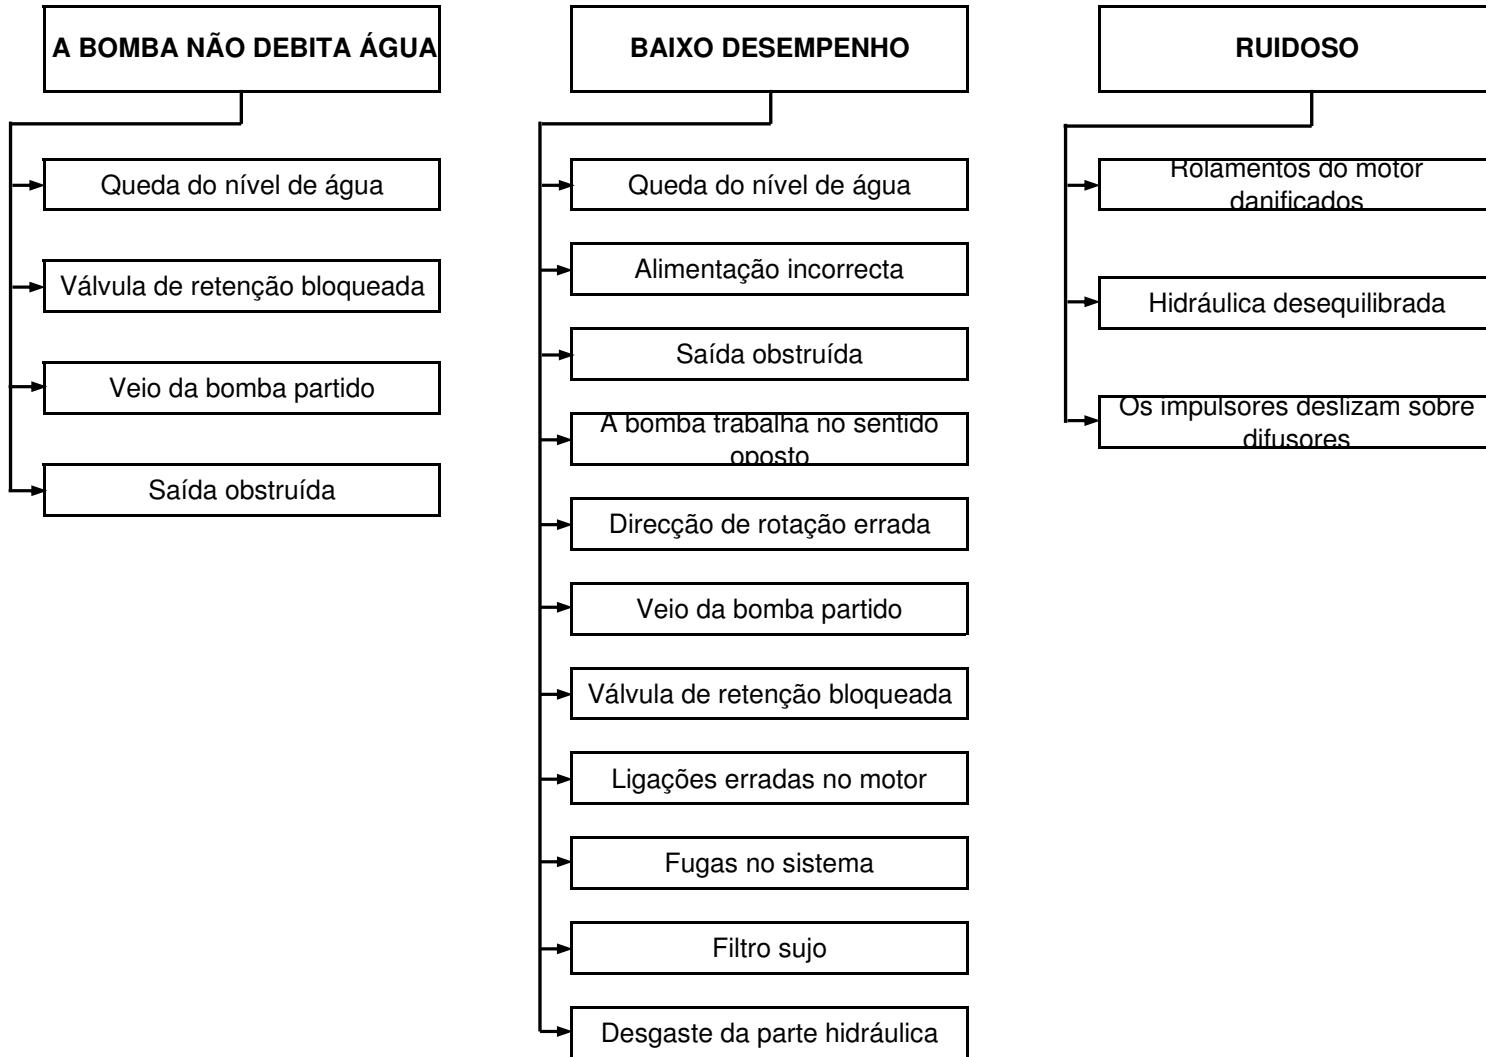 A BOMBA NÃO DEBITA ÁGUA
Queda do nível de água
Válvula de retenção bloqueada
Veio da bomba partido
Saída obstruída
BAIXO DESEMPENHO
Queda do nível de água
Alimentação incorrecta
Saída obstruída
A bomba trabalha no sentido
oposto
Direcção de rotação errada
Veio da bomba partido
Válvula de retenção bloqueada
Ligações erradas no motor
Fugas no sistema
Filtro sujo
Desgaste da parte hidráulica
RUIDOSO
Rolamentos do motor
danificados
Hidráulica desequilibrada
Os impulsores deslizam sobre
difusores